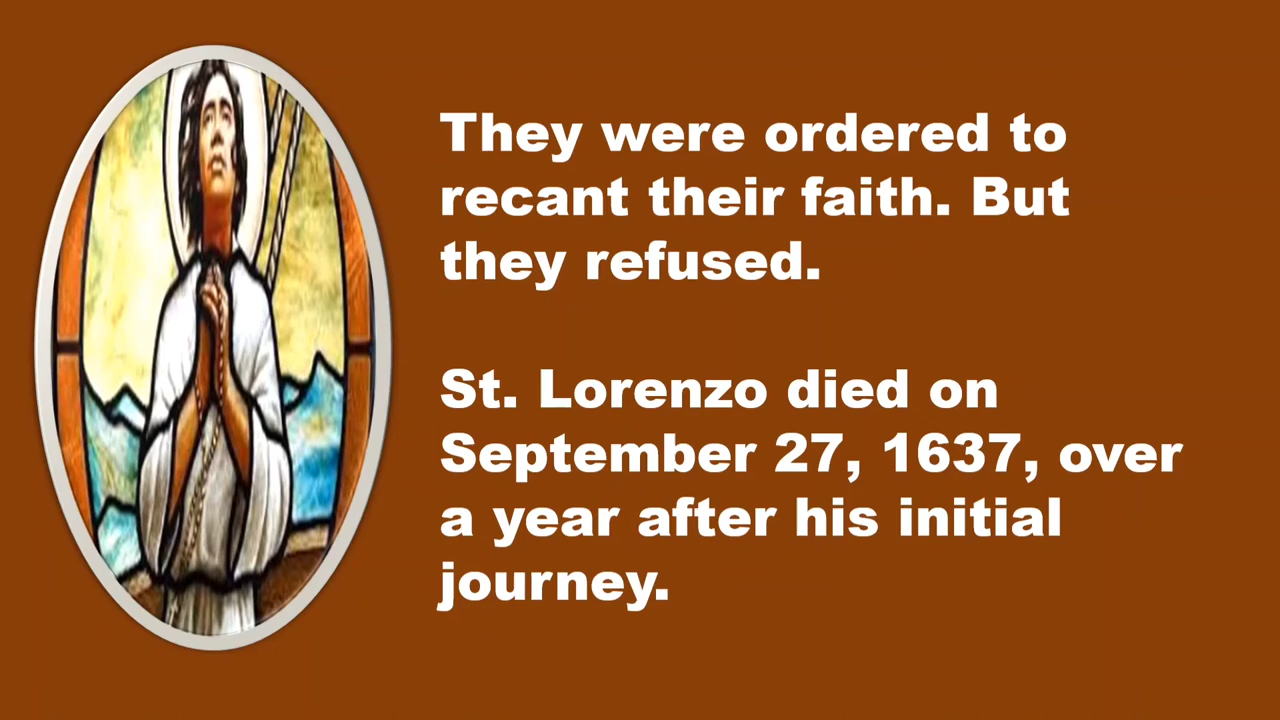 They were ordered to
recant their faith. But
they refused.
St. Lorenzo died on
September 27, 1637, over
a year after his initial
journey.